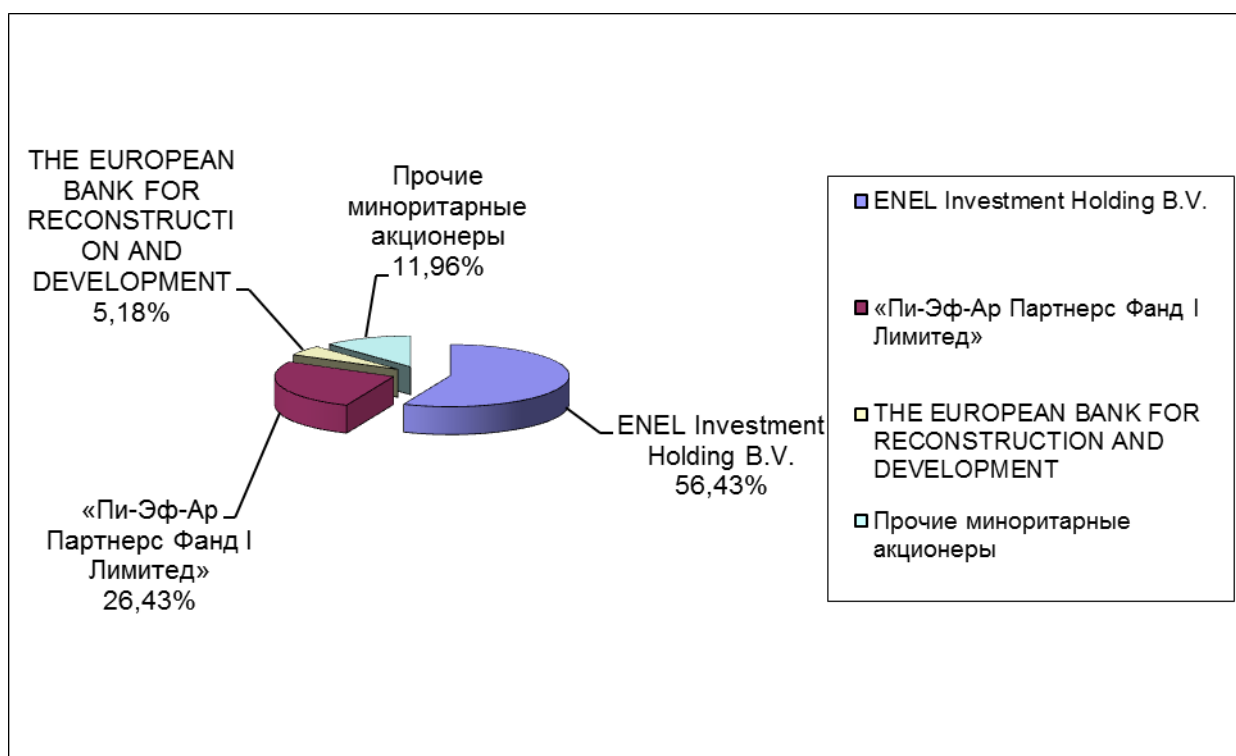 THE EUROPEAN
BANK FOR
RECONSTRUCTI
ON AND
DEVELOPMENT
5,18%
Прочие
миноритарные
акционеры
11,96%
ENEL Investment
Holding B.V.
56,43%
«Пи-Эф-Ар
Партнерс Фанд I
Лимитед»
26,43%
ENEL Investment Holding B.V.
«Пи-Эф-Ар Партнерс Фанд I
Лимитед»
THE EUROPEAN BANK FOR
RECONSTRUCTION AND
DEVELOPMENT
Прочие миноритарные
акционеры